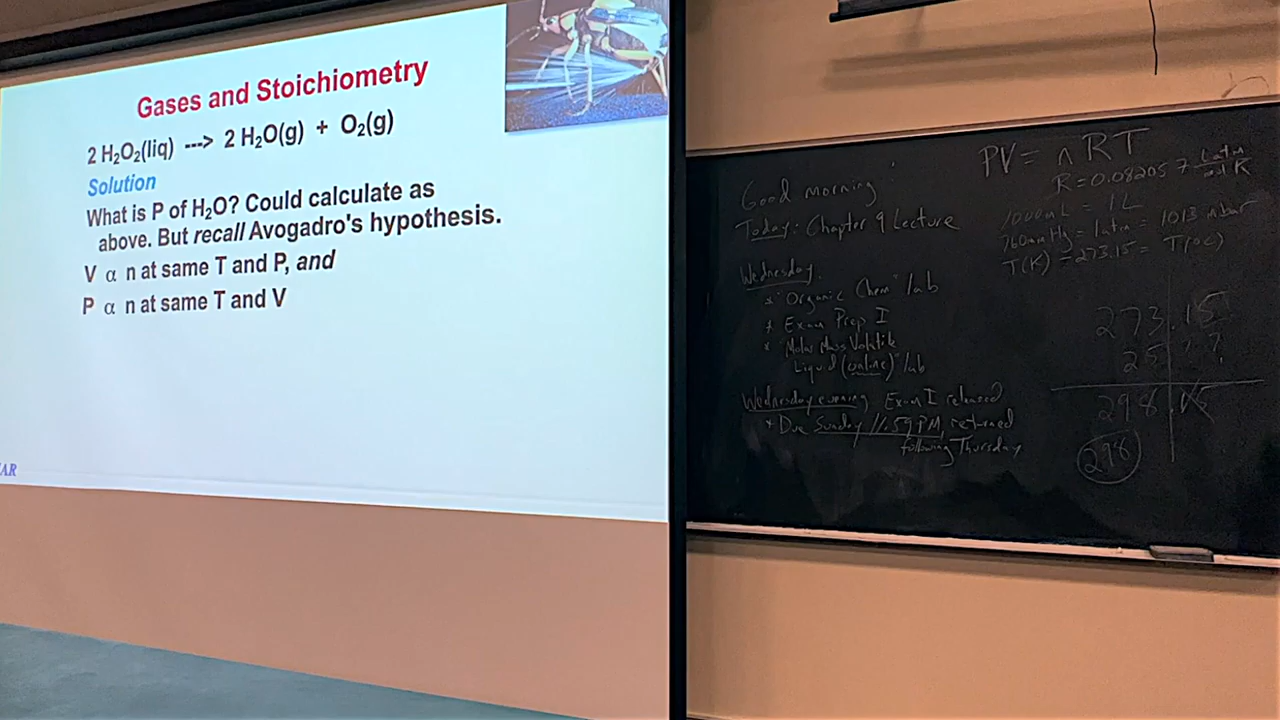 Gases and Stoichiometry
2 H₂O₂(liq) ---> 2 H₂O(g) + O₂(g)
Solution
What is P of H₂O? Could calculate as
above. But recall Avogadro's hypothesis.
V α n at same T and P, and
P α n at same T and V
AR
PV = nRT
R = 0.082057 L atm
Good morning
1000 mL = 1L
Today: Chapter 9 Lecture
760mm Hg = 1atm = 1013 mbar
T(K) - 273.15 = T(°C)
Wednesday
* "Organic Chem" lab
* Exam Prep I
* "Molar Mass Volatile
Liquid (online)" lab
273.15
25
298.15
298
Wednesday evening Exam I released
* Due Sunday 11:59 PM, returned
following Thursday